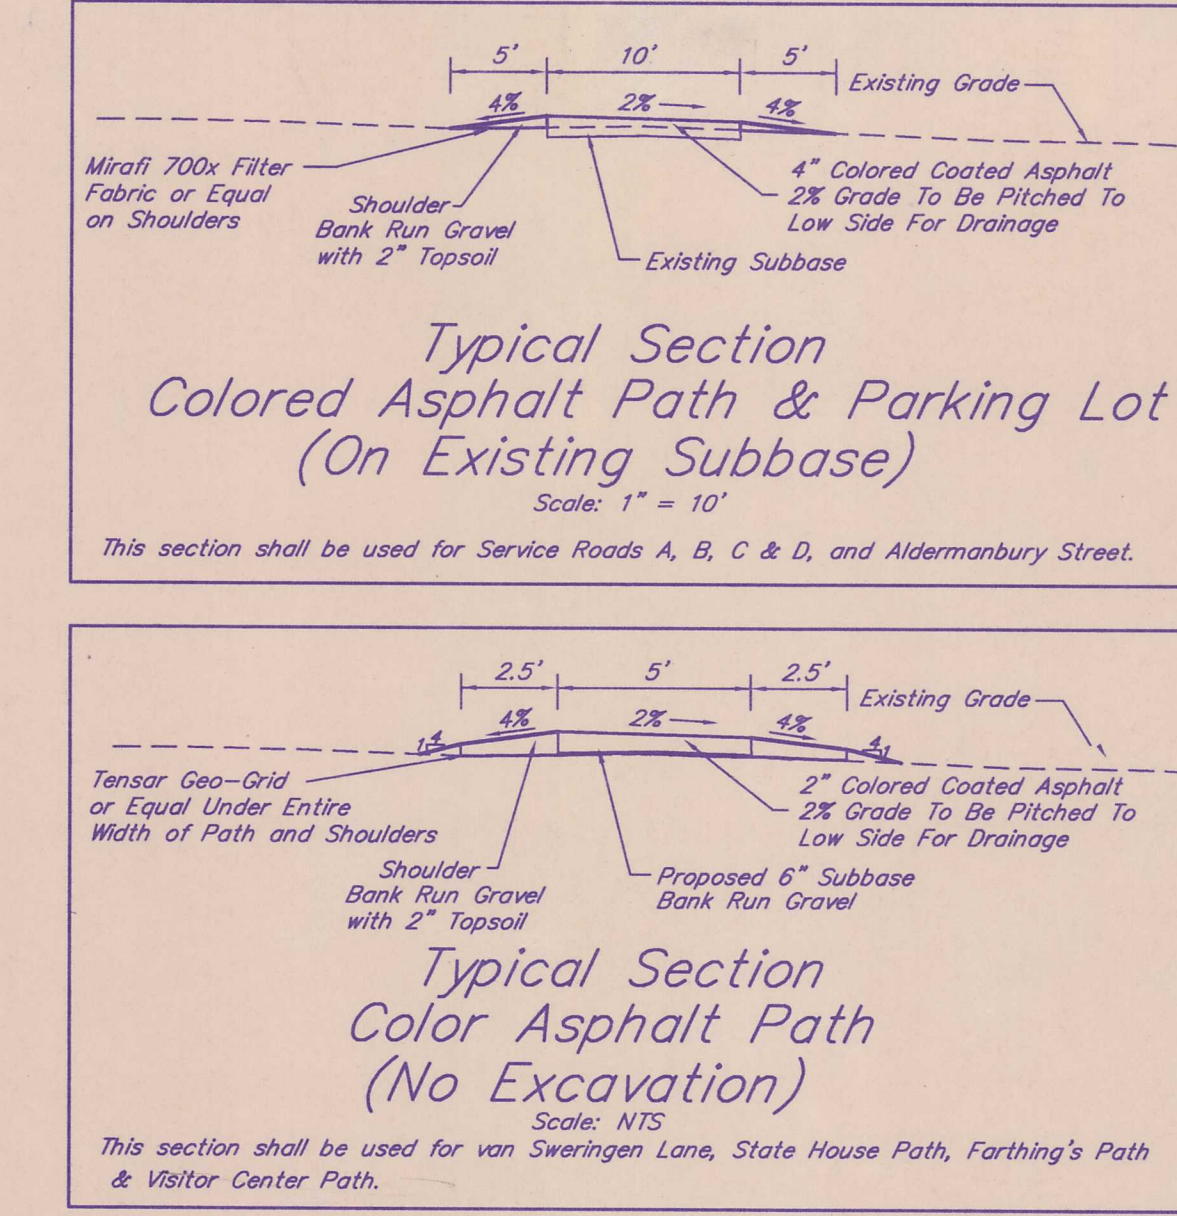 5' 10' 5'
Existing Grade
4% 2% 4%
Mirafi 700x Filter
Fabric or Equal
on Shoulders
Shoulder
Bank Run Gravel
with 2" Topsoil
4" Colored Coated Asphalt
2% Grade To Be Pitched To
Low Side For Drainage
Existing Subbase
Typical Section
Colored Asphalt Path & Parking Lot
(On Existing Subbase)
Scale: 1" = 10'
This section shall be used for Service Roads A, B, C & D, and Aldermanbury Street.
2.5' 5' 2.5'
Existing Grade
4% 2% 4%
1 4
4 1
Tensar Geo-Grid
or Equal Under Entire
Width of Path and Shoulders
Shoulder
Bank Run Gravel
with 2" Topsoil
2" Colored Coated Asphalt
2% Grade To Be Pitched To
Low Side For Drainage
Proposed 6" Subbase
Bank Run Gravel
Typical Section
Color Asphalt Path
(No Excavation)
Scale: NTS
This section shall be used for van Sweringen Lane, State House Path, Farthing's Path
& Visitor Center Path.